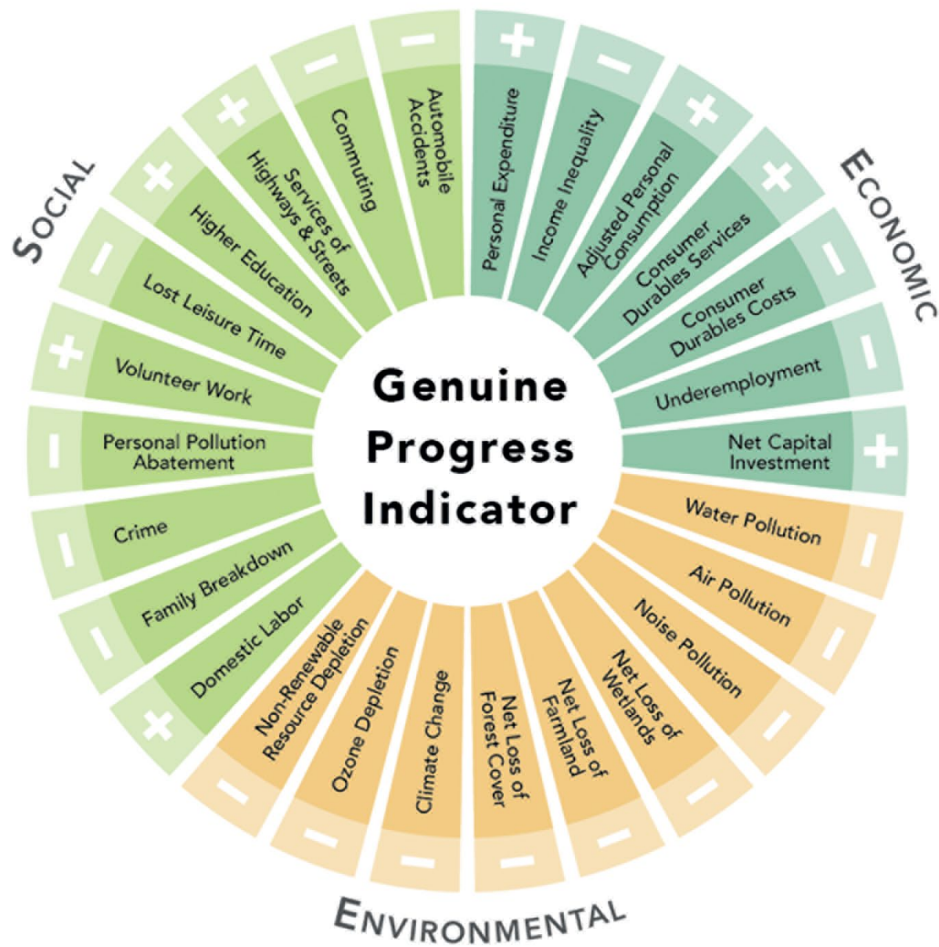 Genuine
Progress
Indicator
ECONOMIC
+
Personal Expenditure
−
Income Inequality
+
Adjusted Personal
Consumption
+
Consumer
Durables Services
−
Consumer
Durables Costs
−
Underemployment
+
Net Capital
Investment
ENVIRONMENTAL
−
Water Pollution
−
Air Pollution
−
Noise Pollution
−
Net Loss of
Wetlands
−
Net Loss of
Farmland
−
Net Loss of
Forest Cover
−
Climate Change
−
Ozone Depletion
−
Non-Renewable
Resource Depletion
SOCIAL
+
Domestic Labor
−
Family Breakdown
−
Crime
−
Personal Pollution
Abatement
+
Volunteer Work
−
Lost Leisure Time
+
Higher Education
+
Services of
Highways & Streets
−
Commuting
−
Automobile
Accidents